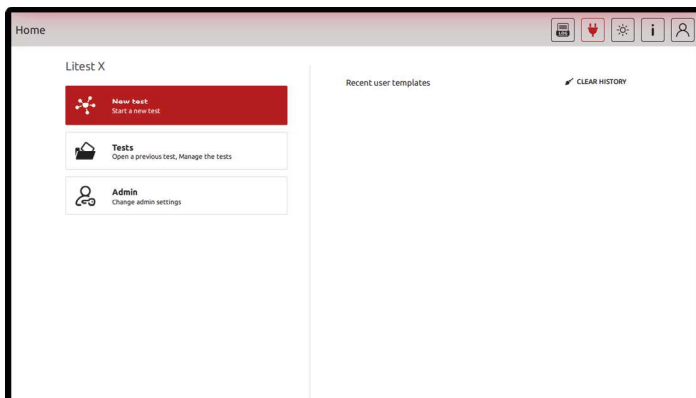 Home
LOG
i
Litest X
New test
Start a new test
Recent user templates
CLEAR HISTORY
Tests
Open a previous test, Manage the tests
Admin
Change admin settings